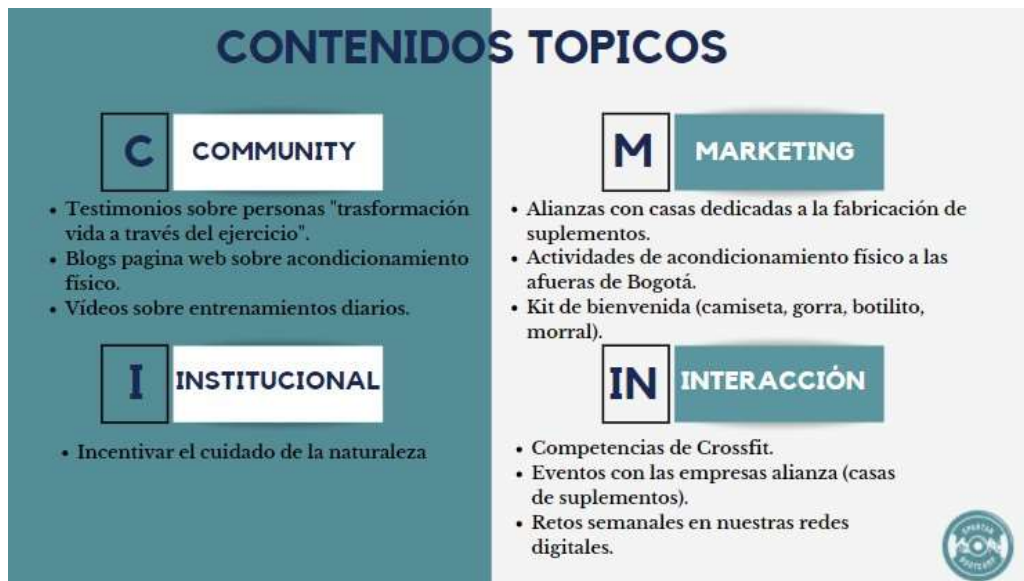 CONTENIDOS TOPICOS
C
COMMUNITY
• Testimonios sobre personas "trasformación
vida a través del ejercicio".
• Blogs pagina web sobre acondicionamiento
físico.
• Vídeos sobre entrenamientos diarios.
I
INSTITUCIONAL
• Incentivar el cuidado de la naturaleza
M
MARKETING
• Alianzas con casas dedicadas a la fabricación de
suplementos.
• Actividades de acondicionamiento físico a las
afueras de Bogotá.
• Kit de bienvenida (camiseta, gorra, botilito,
morral).
IN
INTERACCIÓN
• Competencias de Crossfit.
• Eventos con las empresas alianza (casas
de suplementos).
• Retos semanales en nuestras redes
digitales.
SPARTAN
BOOTCAMP